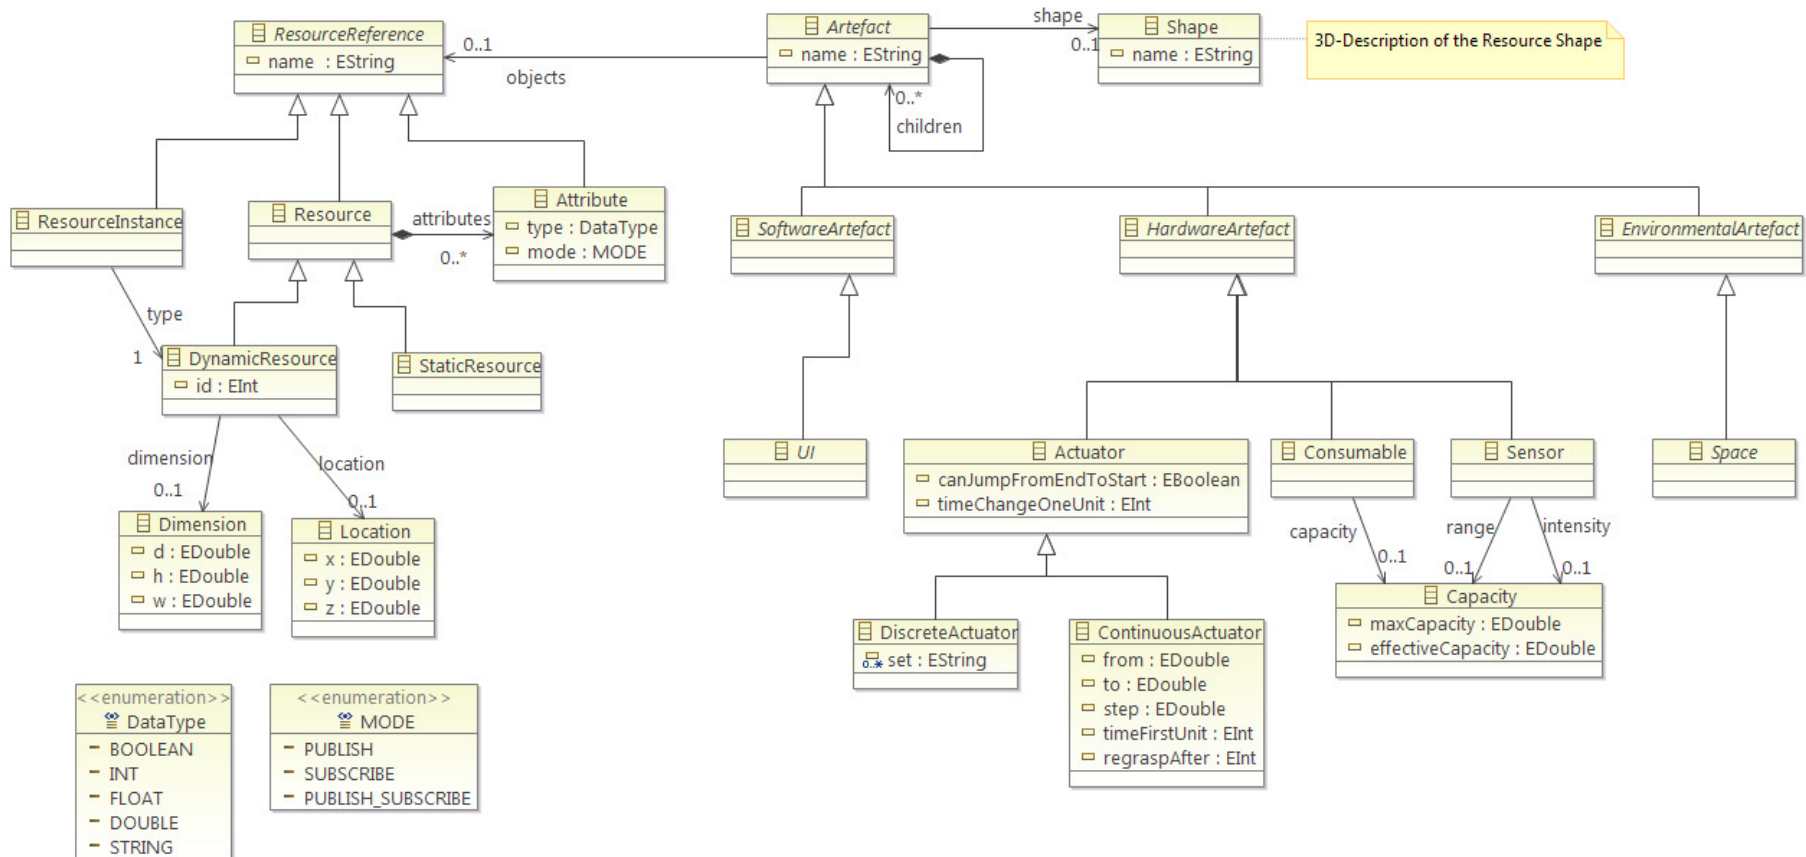 ResourceReference
name : EString
0..1
objects
Artefact
name : EString
0..*
children
shape
0..1
Shape
name : EString
3D-Description of the Resource Shape
ResourceInstance
Resource
attributes
0..*
Attribute
type : DataType
mode : MODE
SoftwareArtefact
HardwareArtefact
EnvironmentalArtefact
type
1
DynamicResource
id : EInt
StaticResource
dimension
0..1
location
0..1
Dimension
d : EDouble
h : EDouble
w : EDouble
Location
x : EDouble
y : EDouble
z : EDouble
UI
Actuator
canJumpFromEndToStart : EBoolean
timeChangeOneUnit : EInt
Consumable
Sensor
Space
capacity
0..1
range
0..1
intensity
0..1
Capacity
maxCapacity : EDouble
effectiveCapacity : EDouble
DiscreteActuator
0..* set : EString
ContinuousActuator
from : EDouble
to : EDouble
step : EDouble
timeFirstUnit : EInt
regraspAfter : EInt
<<enumeration>>
DataType
BOOLEAN
INT
FLOAT
DOUBLE
STRING
<<enumeration>>
MODE
PUBLISH
SUBSCRIBE
PUBLISH_SUBSCRIBE